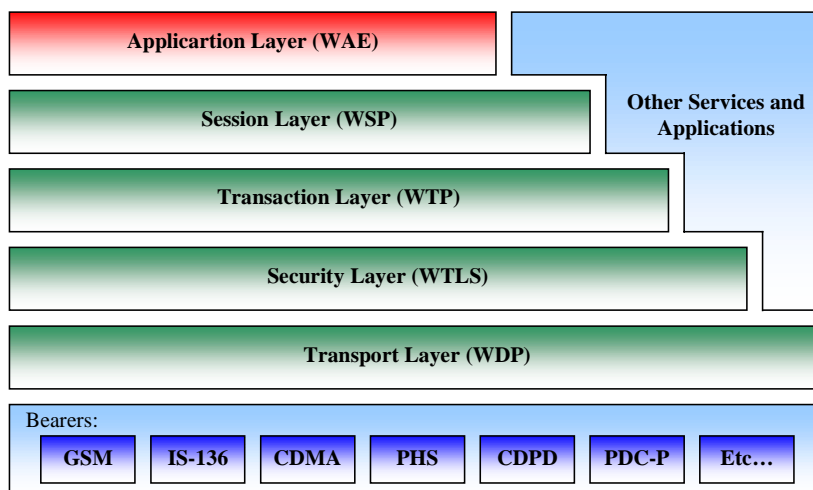 Applicartion Layer (WAE)
Other Services and
Applications
Session Layer (WSP)
Transaction Layer (WTP)
Security Layer (WTLS)
Transport Layer (WDP)
Bearers:
GSM IS-136 CDMA PHS CDPD PDC-P Etc…